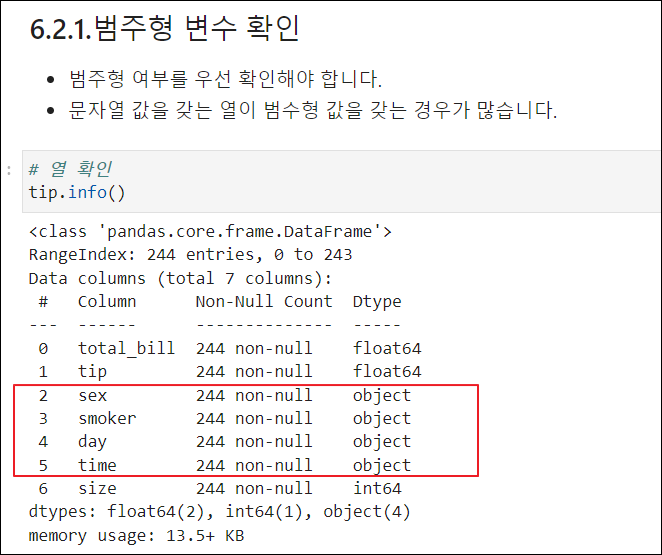 6.2.1.범주형 변수 확인
• 범주형 여부를 우선 확인해야 합니다.
• 문자열 값을 갖는 열이 범수형 값을 갖는 경우가 많습니다.
:
# 열 확인
tip.info()
<class 'pandas.core.frame.DataFrame'>
RangeIndex: 244 entries, 0 to 243
Data columns (total 7 columns):
 #   Column      Non-Null Count  Dtype
---  ------      --------------  -----
 0   total_bill  244 non-null    float64
 1   tip         244 non-null    float64
 2   sex         244 non-null    object
 3   smoker      244 non-null    object
 4   day         244 non-null    object
 5   time        244 non-null    object
 6   size        244 non-null    int64
dtypes: float64(2), int64(1), object(4)
memory usage: 13.5+ KB